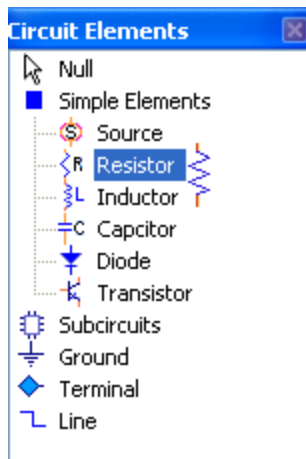 Circuit Elements
Null
Simple Elements
S Source
R Resistor
L Inductor
C Capcitor
Diode
Transistor
Subcircuits
Ground
Terminal
Line